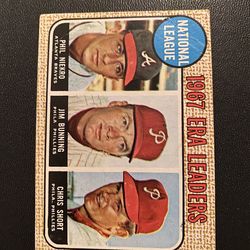 1967 ERA LEADERS
NATIONAL
LEAGUE
PHIL NIEKRO
ATLANTA BRAVES
JIM BUNNING
PHILA. PHILLIES
CHRIS SHORT
PHILA. PHILLIES
A
P
P